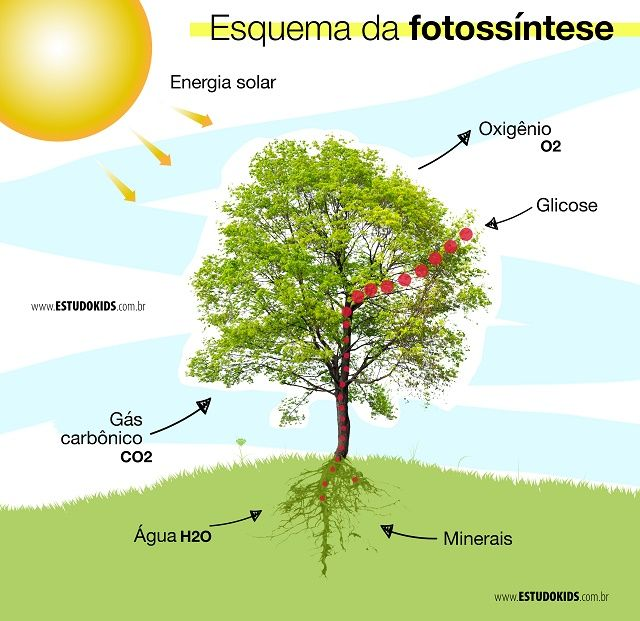 Esquema da fotossíntese
Energia solar
Oxigênio
O2
Glicose
www.ESTUDOKIDS.com.br
Gás
carbônico
CO2
Água H2O
Minerais
www.ESTUDOKIDS.com.br